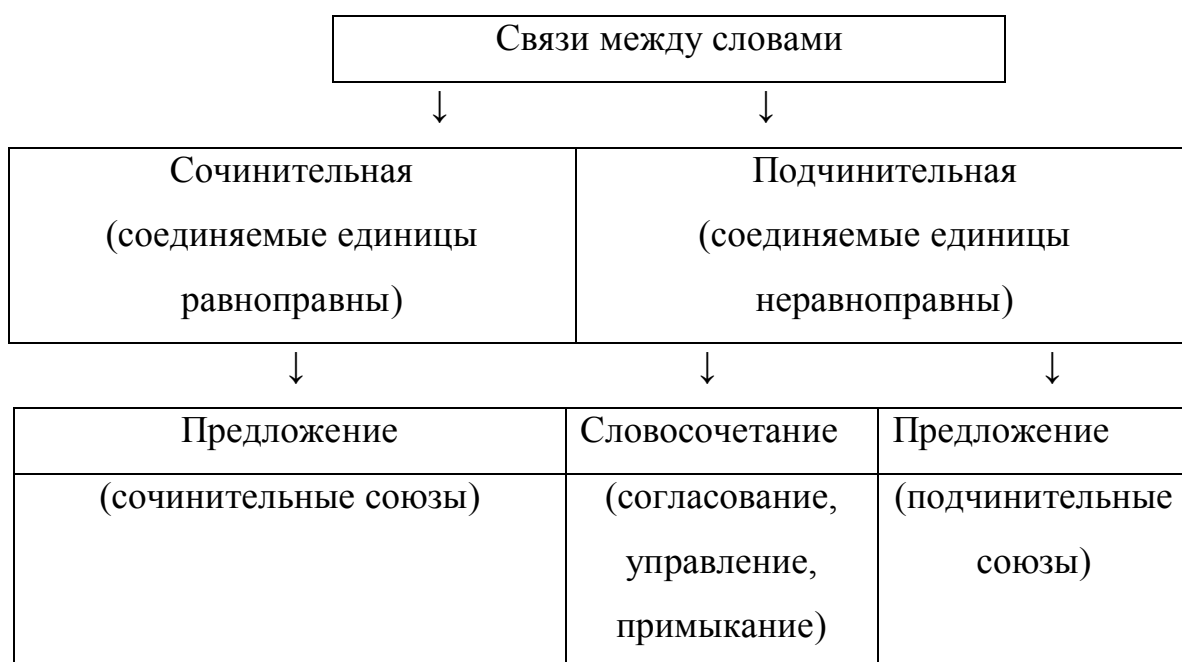 Связи между словами
↓ ↓
Сочинительная
(соединяемые единицы
равноправны)
Подчинительная
(соединяемые единицы
неравноправны)
↓ ↓ ↓
Предложение
(сочинительные союзы)
Словосочетание
(согласование,
управление,
примыкание)
Предложение
(подчинительные
союзы)